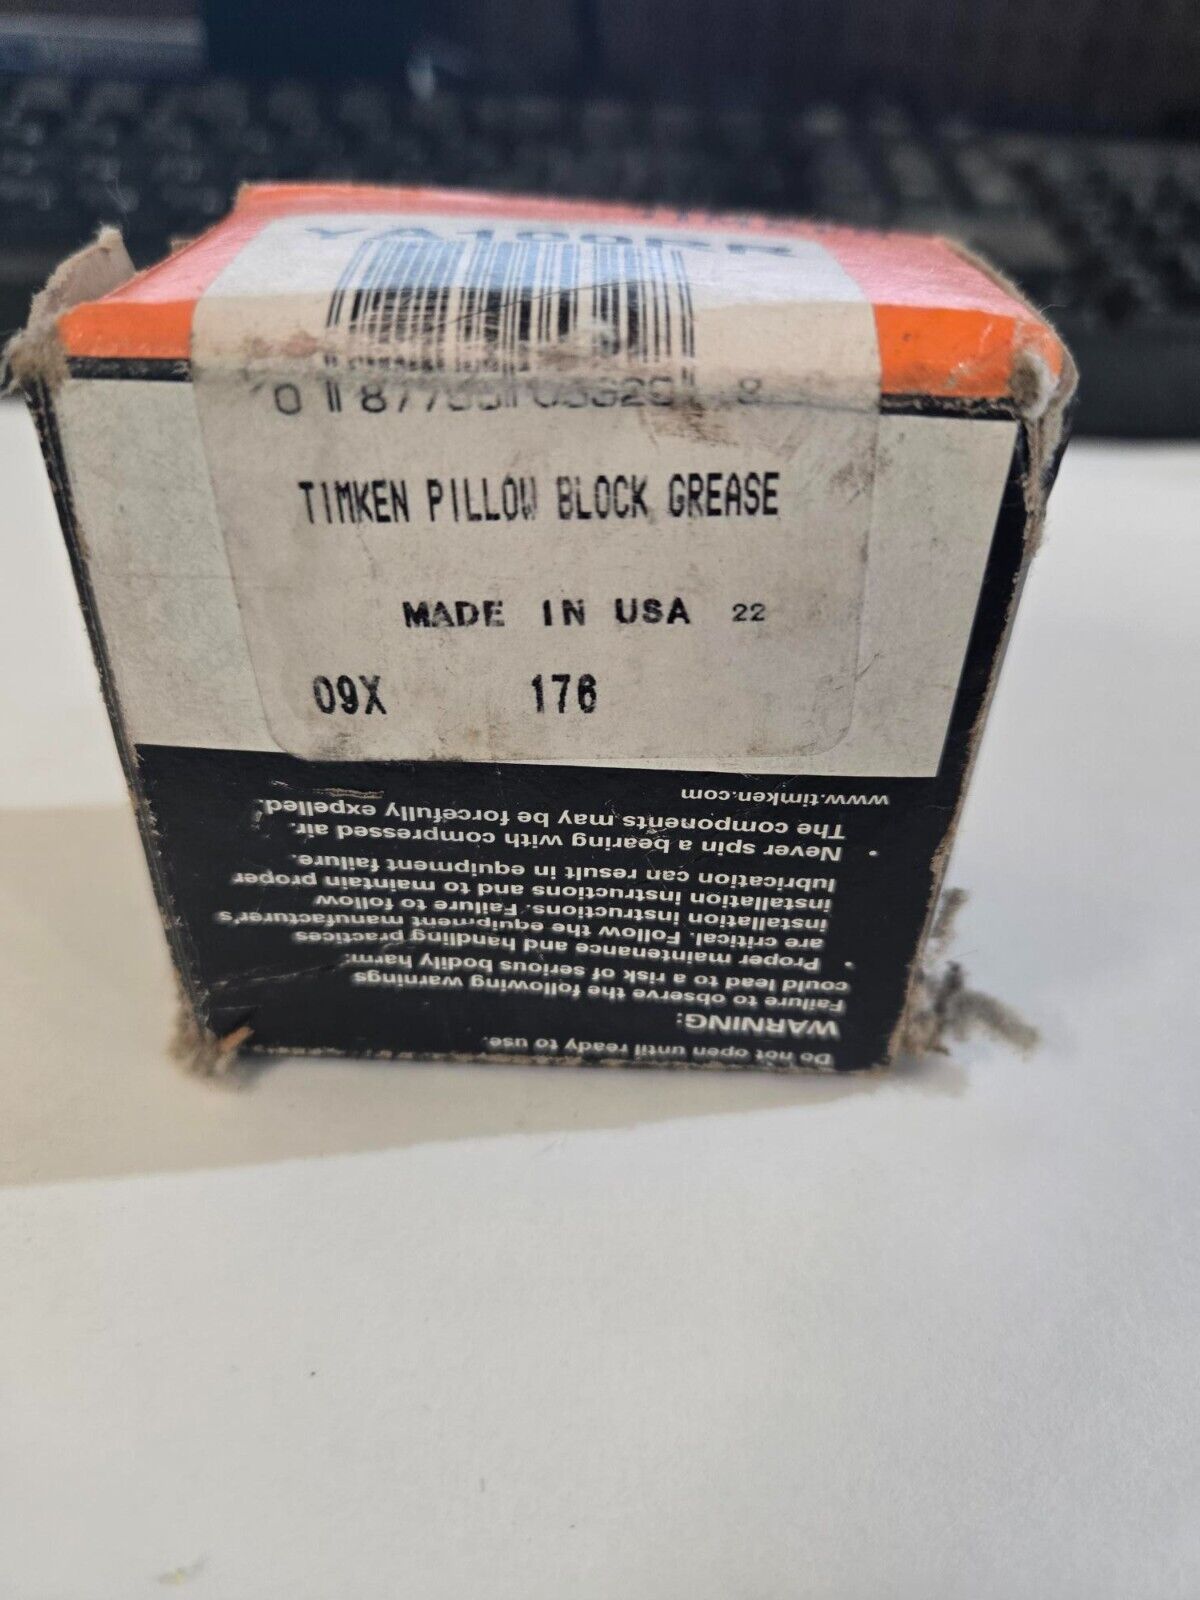 YA100RR
TIMKEN PILLOW BLOCK GREASE
MADE IN USA 22
09X 176
Do not open until ready to use.
WARNING:
Failure to observe the following warnings
could lead to a risk of serious bodily harm:
• Proper maintenance and handling practices
are critical. Follow the equipment manufacturer's
installation instructions. Failure to follow
installation instructions and to maintain proper
lubrication can result in equipment failure.
• Never spin a bearing with compressed air.
The components may be forcefully expelled.
www.timken.com